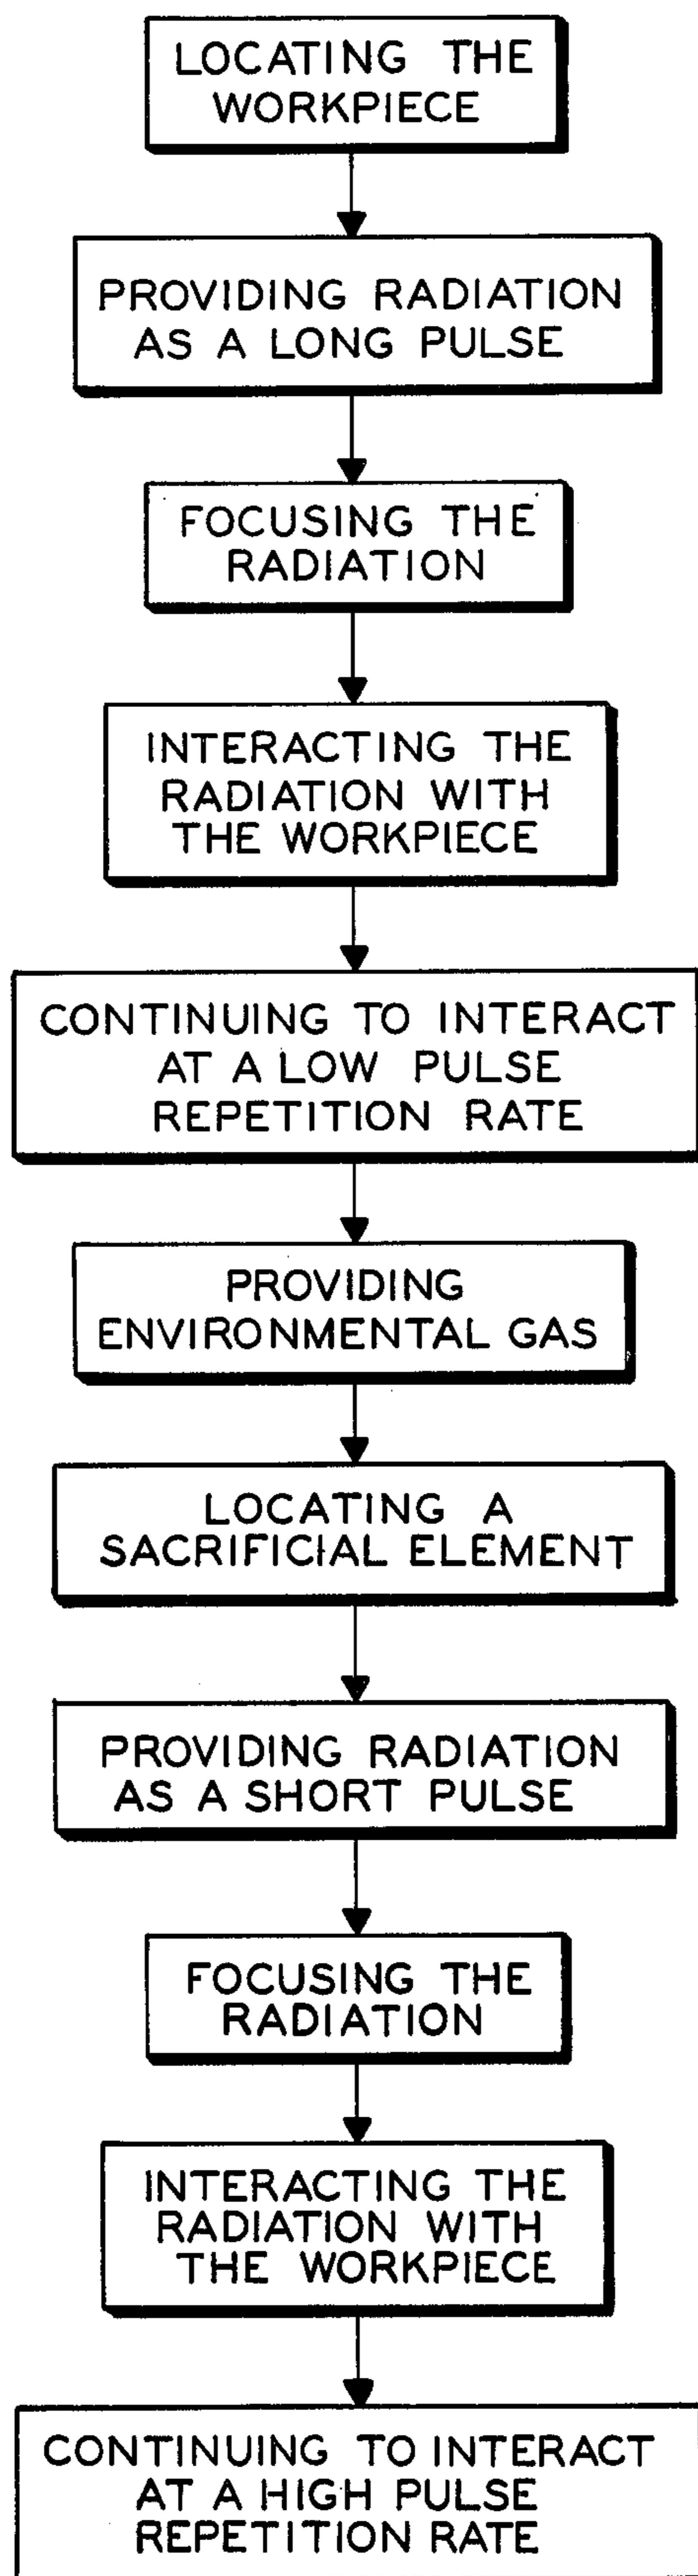 LOCATING THE
WORKPIECE
PROVIDING RADIATION
AS A LONG PULSE
FOCUSING THE
RADIATION
INTERACTING THE
RADIATION WITH
THE WORKPIECE
CONTINUING TO INTERACT
AT A LOW PULSE
REPETITION RATE
PROVIDING
ENVIRONMENTAL GAS
LOCATING A
SACRIFICIAL ELEMENT
PROVIDING RADIATION
AS A SHORT PULSE
FOCUSING THE
RADIATION
INTERACTING THE
RADIATION WITH
THE WORKPIECE
CONTINUING TO INTERACT
AT A HIGH PULSE
REPETITION RATE